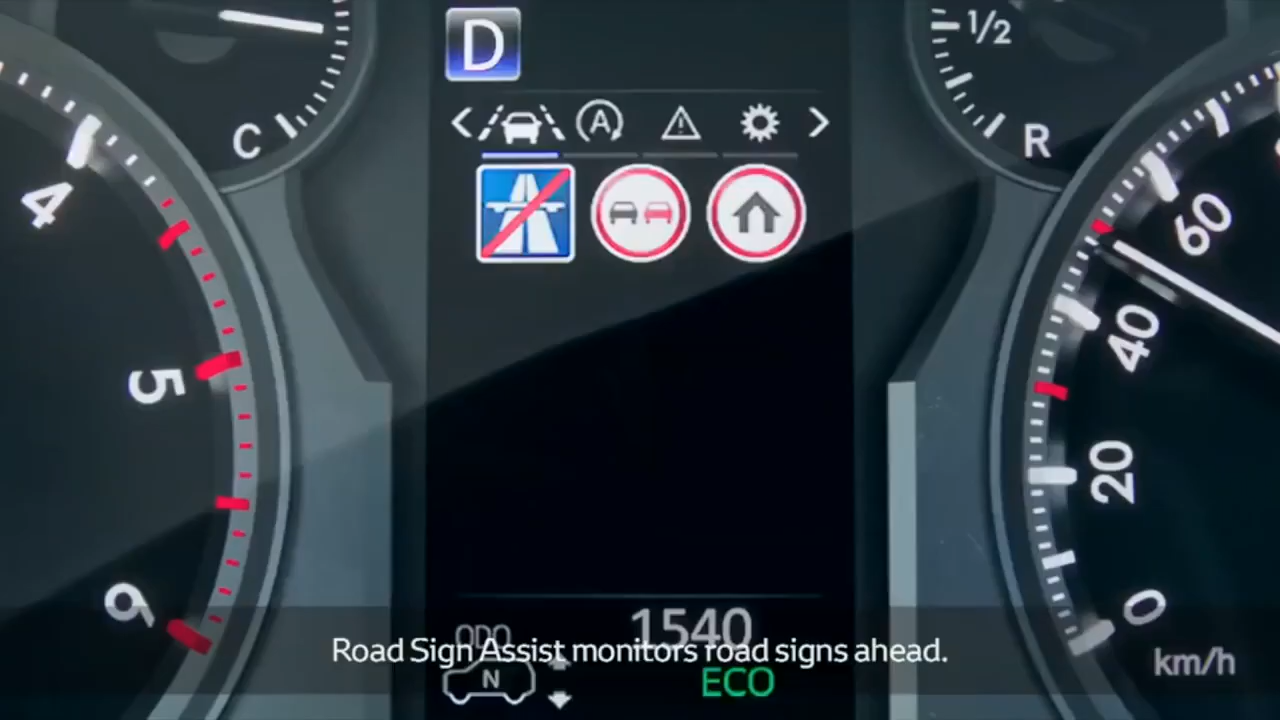 D
C
1/2
R
A
4
5
6
60
40
20
0
km/h
ODO
1540
Road Sign Assist monitors road signs ahead.
N
ECO